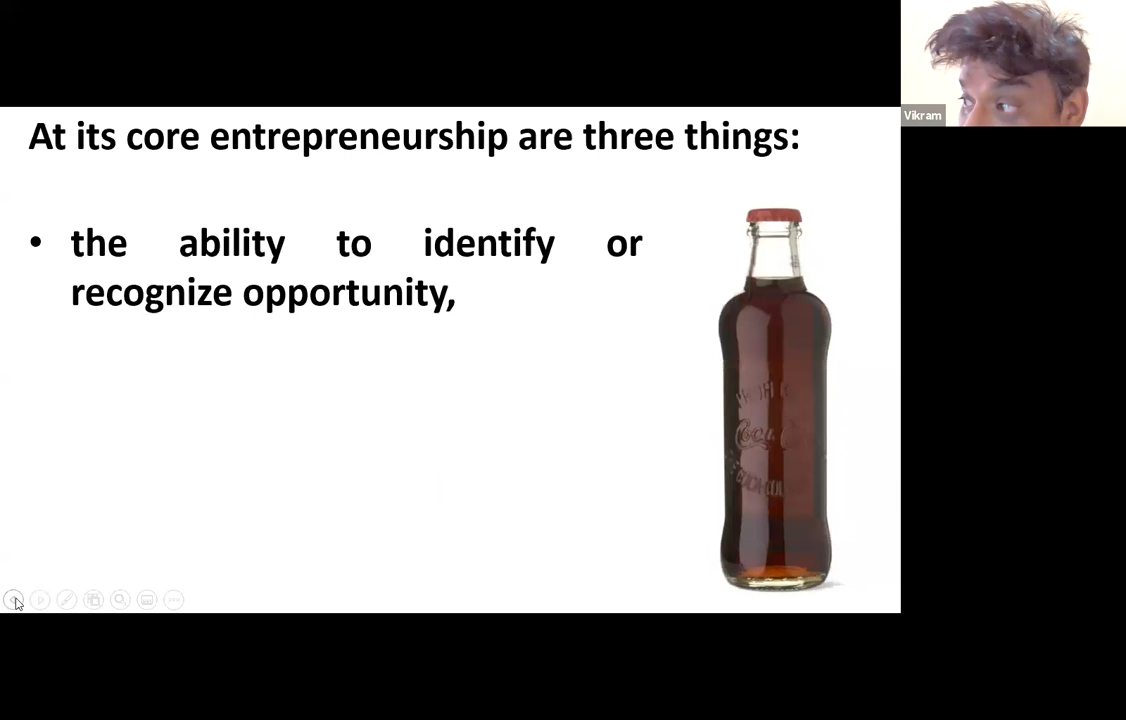 At its core entrepreneurship are three things:
• the ability to identify or
recognize opportunity,
Vikram